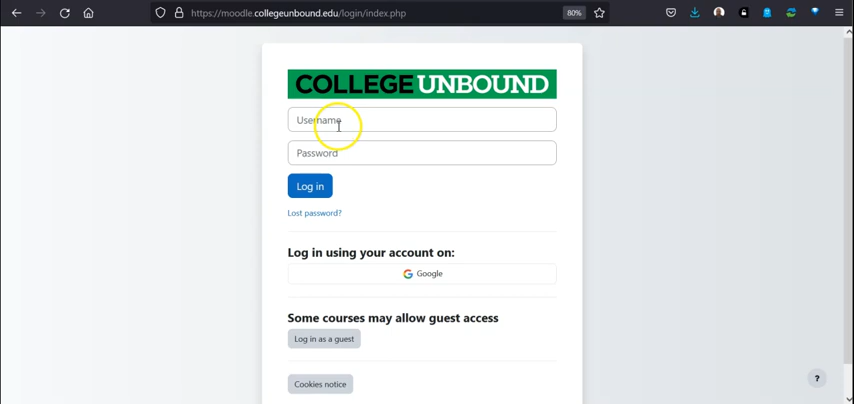 https://moodle.collegeunbound.edu/login/index.php
80%
COLLEGE UNBOUND
Username
Password
Log in
Lost password?
Log in using your account on:
Google
Some courses may allow guest access
Log in as a guest
Cookies notice
?